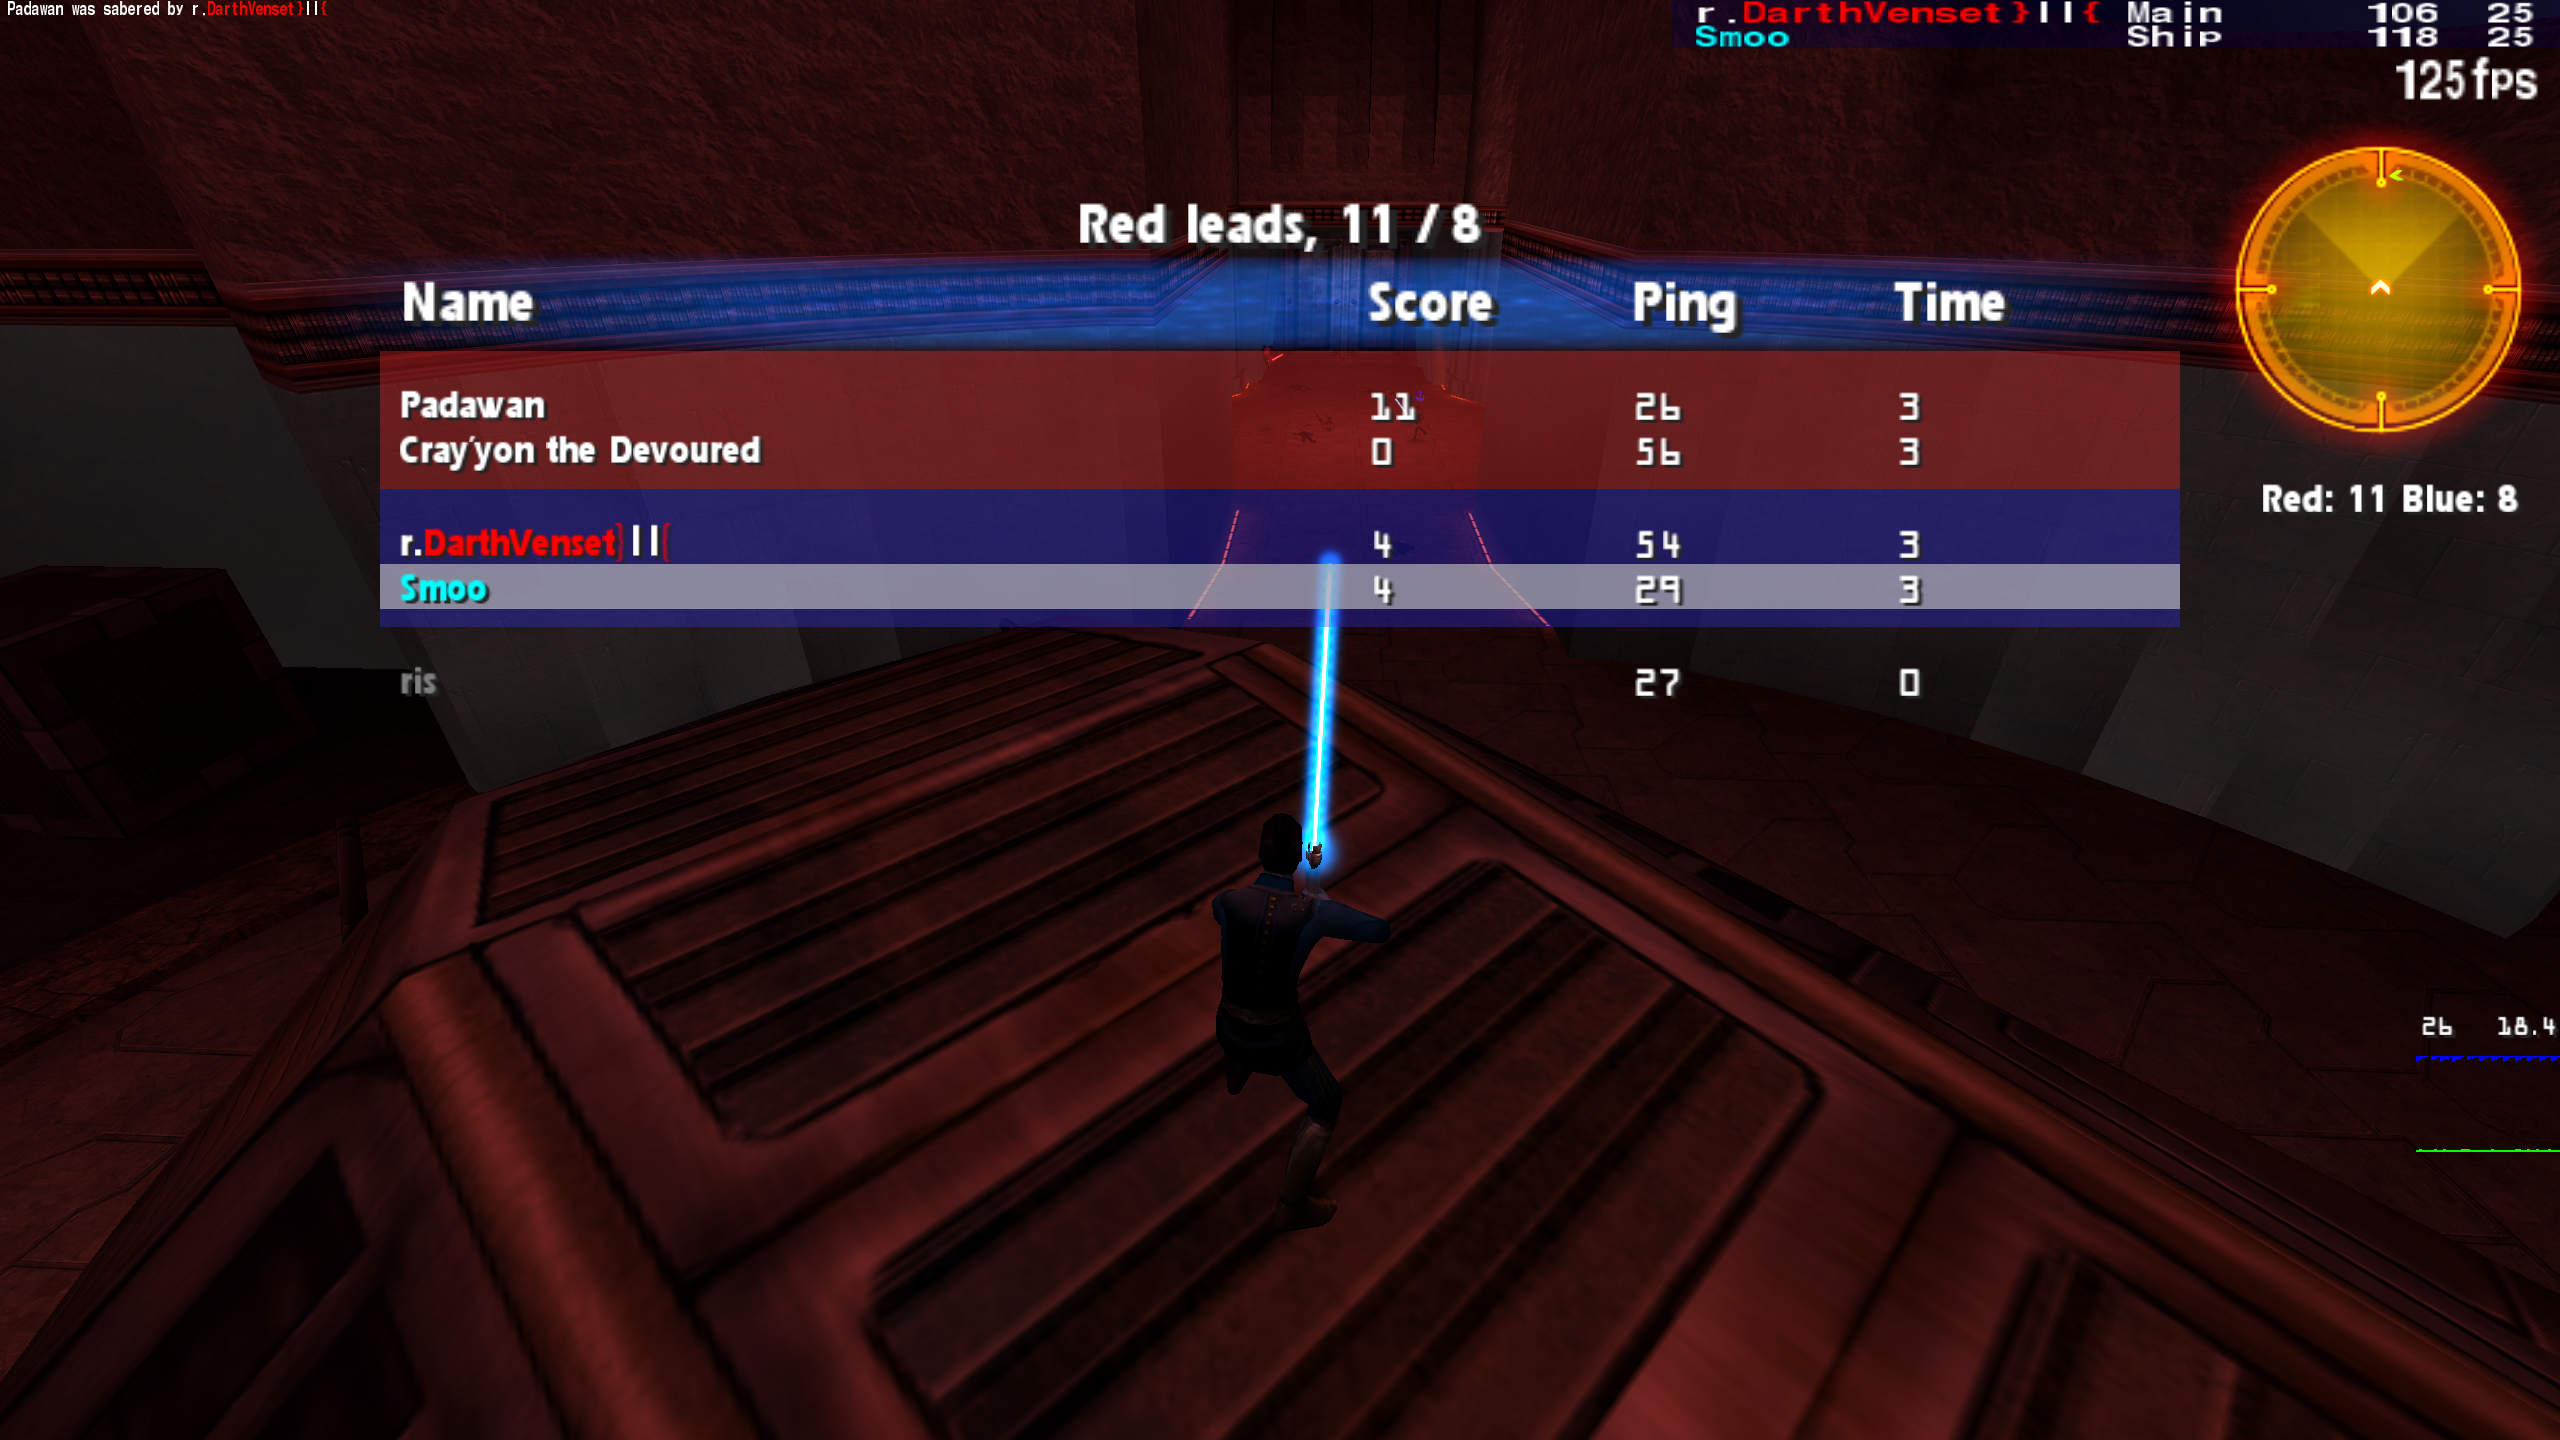 Padawan was sabered by r.DarthVenset}||{
r.DarthVenset}||{ Main 106 25
Smoo Ship 118 25
125fps
Red leads, 11 / 8
Name Score Ping Time
Padawan 11 26 3
Cray'yon the Devoured 0 56 3
Red: 11 Blue: 8
r.DarthVenset}||{ 4 54 3
Smoo 4 29 3
ris 27 0
26 18.4